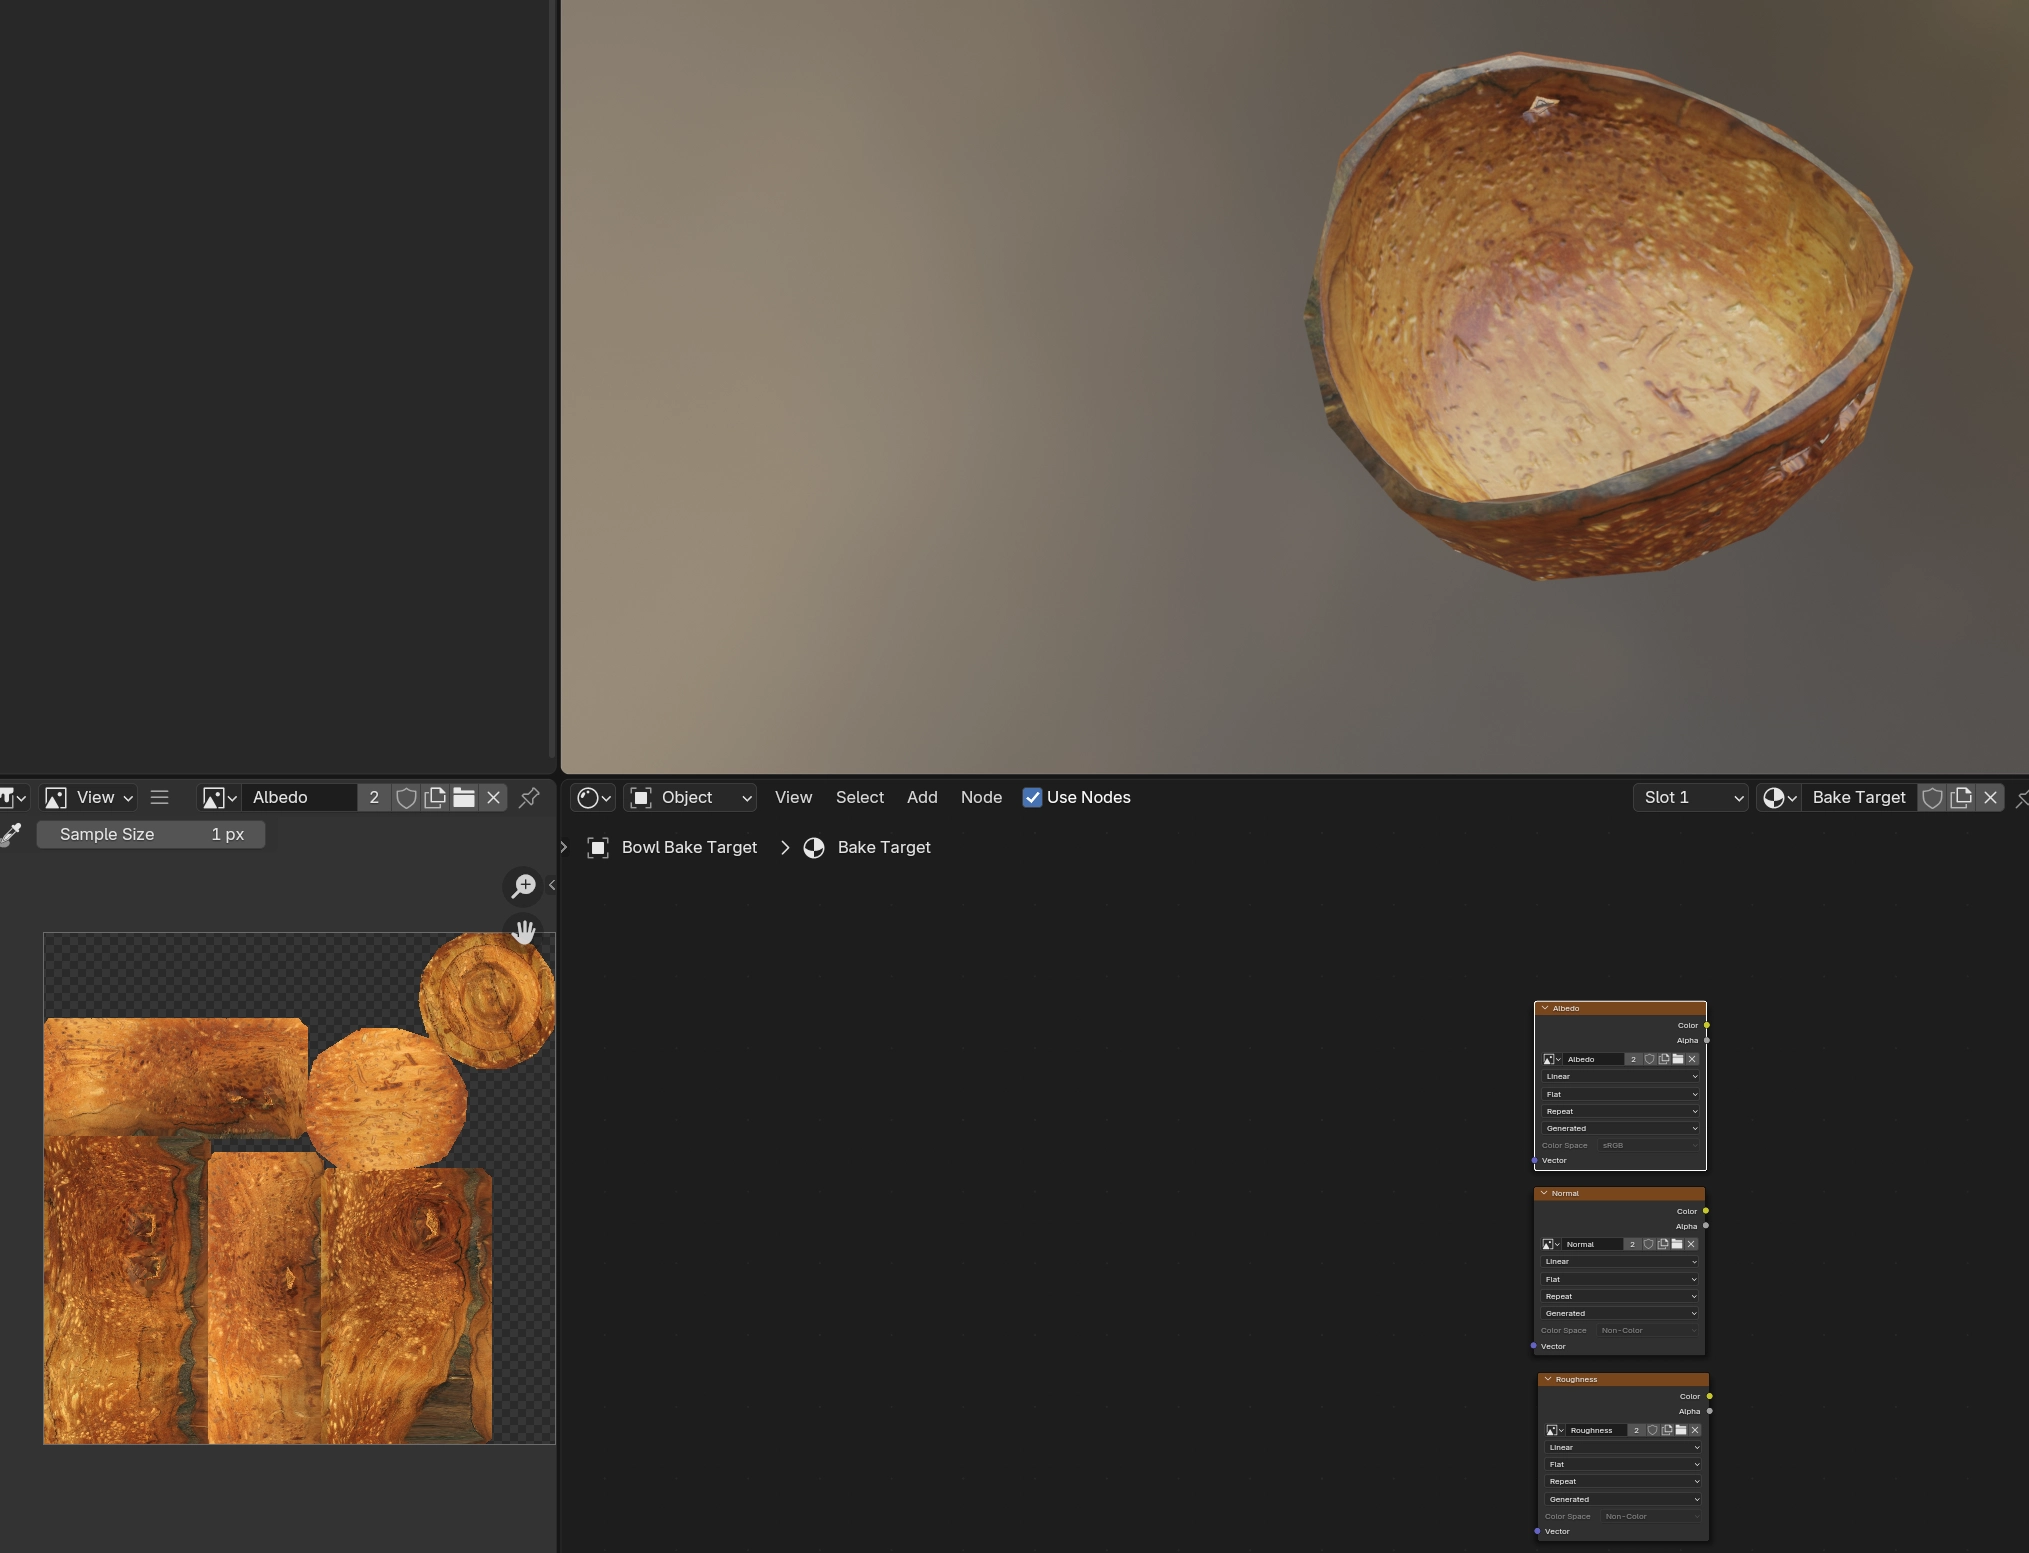 View
Albedo
2
Sample Size 1 px
Object
View Select Add Node Use Nodes
Slot 1
Bake Target
Bowl Bake Target > Bake Target
Albedo
Color
Alpha
Albedo 2
Linear
Flat
Repeat
Generated
Color Space sRGB
Vector
Normal
Color
Alpha
Normal 2
Linear
Flat
Repeat
Generated
Color Space Non-Color
Vector
Roughness
Color
Alpha
Roughness 2
Linear
Flat
Repeat
Generated
Color Space Non-Color
Vector